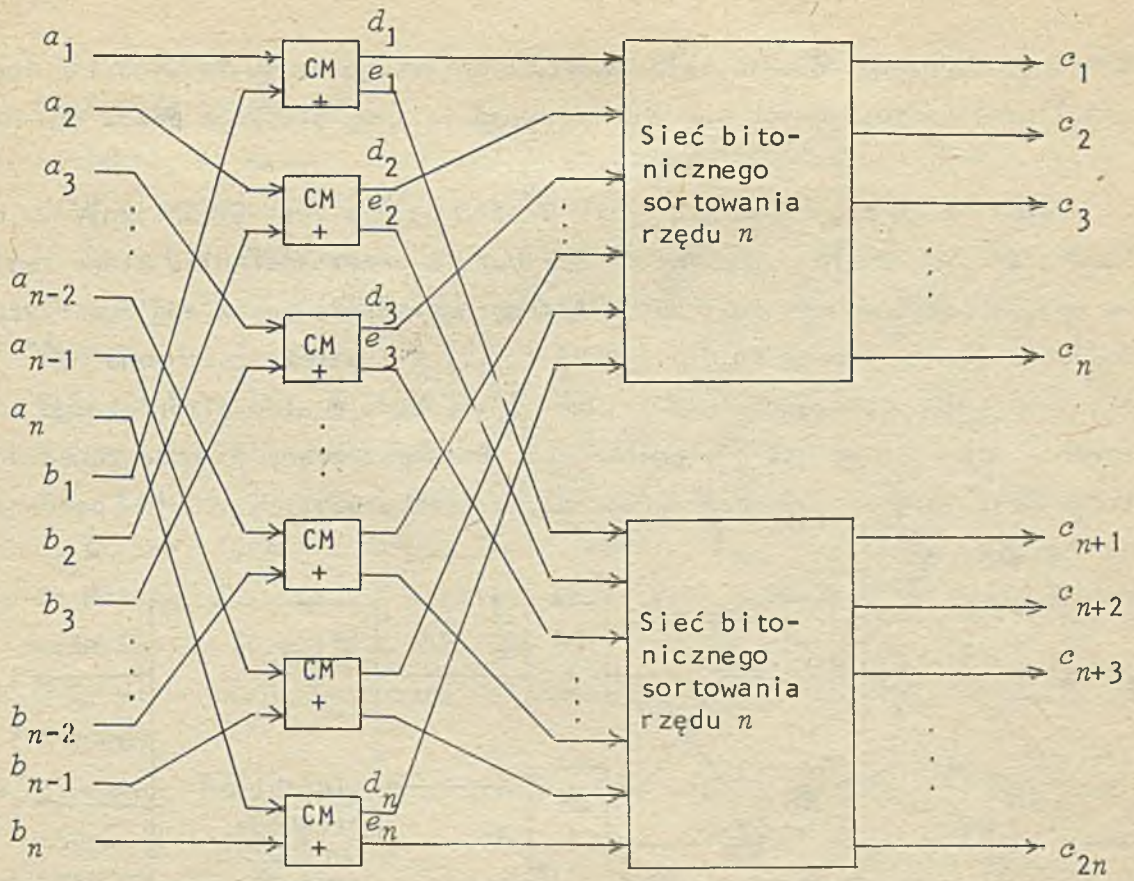 a₁
a₂
a₃
aₙ₋₂
aₙ₋₁
aₙ
b₁
b₂
b₃
bₙ₋₂
bₙ₋₁
bₙ
CM
+
CM
+
CM
+
CM
+
CM
+
CM
+
d₁
e₁
d₂
e₂
d₃
e₃
dₙ
eₙ
Sieć bito-
nicznego
sortowania
rzędu n
Sieć bito-
nicznego
sortowania
rzędu n
c₁
c₂
c₃
cₙ
cₙ₊₁
cₙ₊₂
cₙ₊₃
c₂ₙ